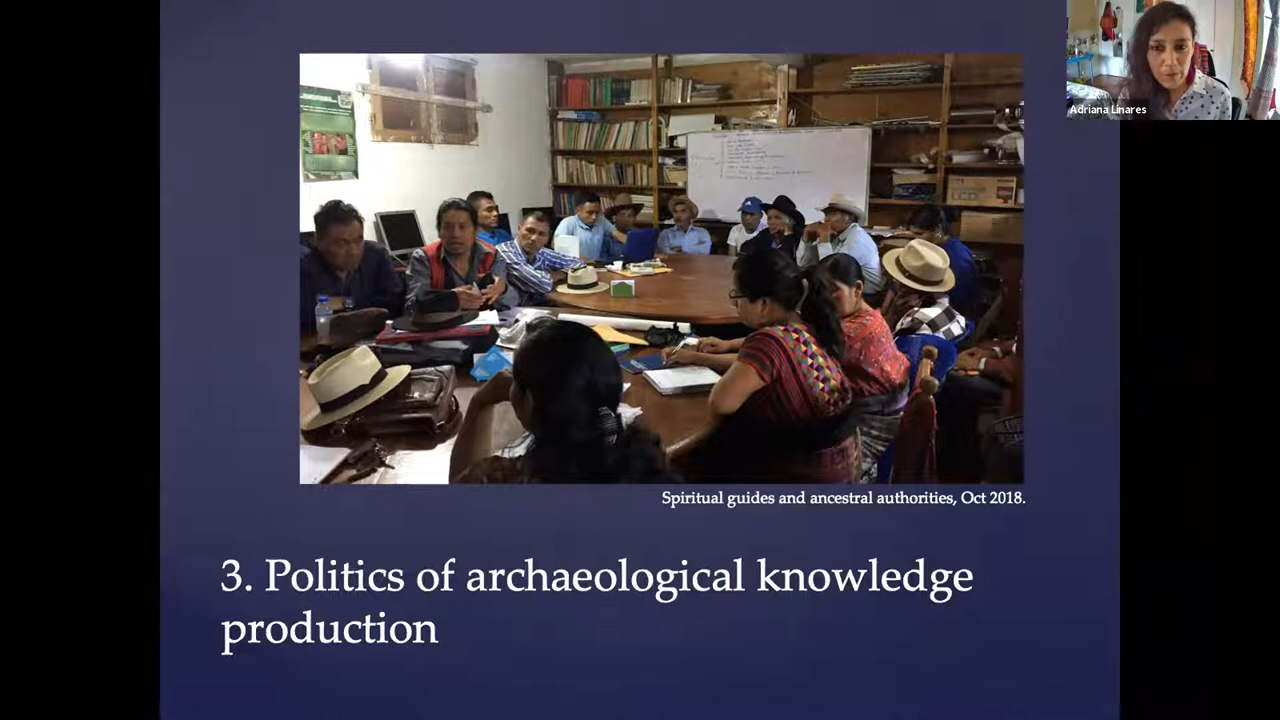 Adriana Linares
Spiritual guides and ancestral authorities, Oct 2018.
3. Politics of archaeological knowledge
production